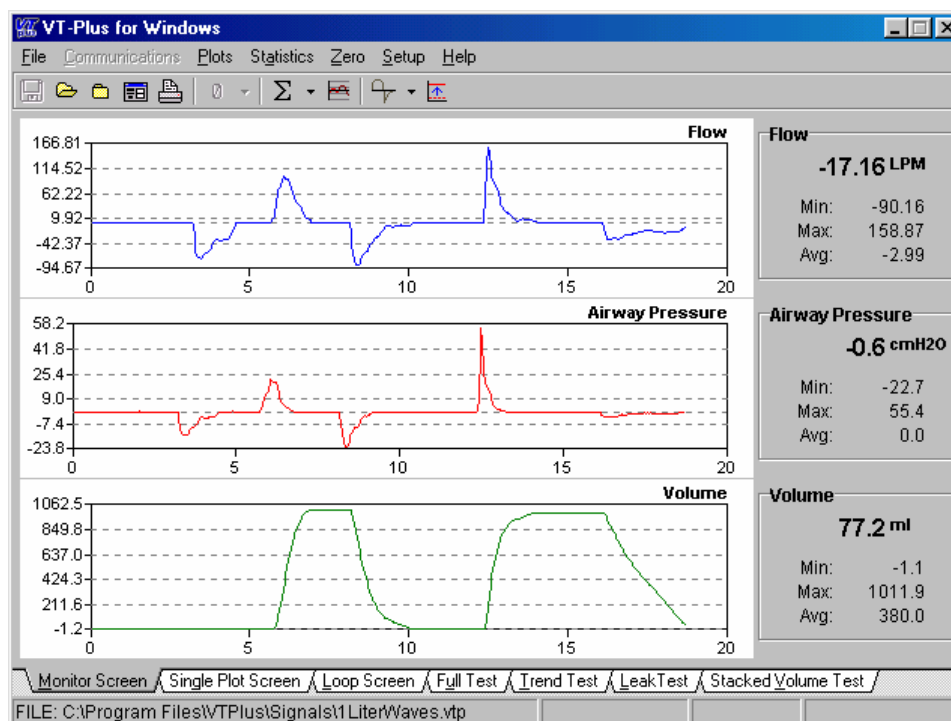 VT-Plus for Windows
File Communications Plots Statistics Zero Setup Help
0 Σ
Flow
166.81
114.52
62.22
9.92
-42.37
-94.67
0 5 10 15 20
Flow
-17.16 LPM
Min: -90.16
Max: 158.87
Avg: -2.99
Airway Pressure
58.2
41.8
25.4
9.0
-7.4
-23.8
0 5 10 15 20
Airway Pressure
-0.6 cmH2O
Min: -22.7
Max: 55.4
Avg: 0.0
Volume
1062.5
849.8
637.0
424.3
211.6
-1.2
0 5 10 15 20
Volume
77.2 ml
Min: -1.1
Max: 1011.9
Avg: 380.0
Monitor Screen Single Plot Screen Loop Screen Full Test Trend Test LeakTest Stacked Volume Test
FILE: C:\Program Files\VTPlus\Signals\1LiterWaves.vtp